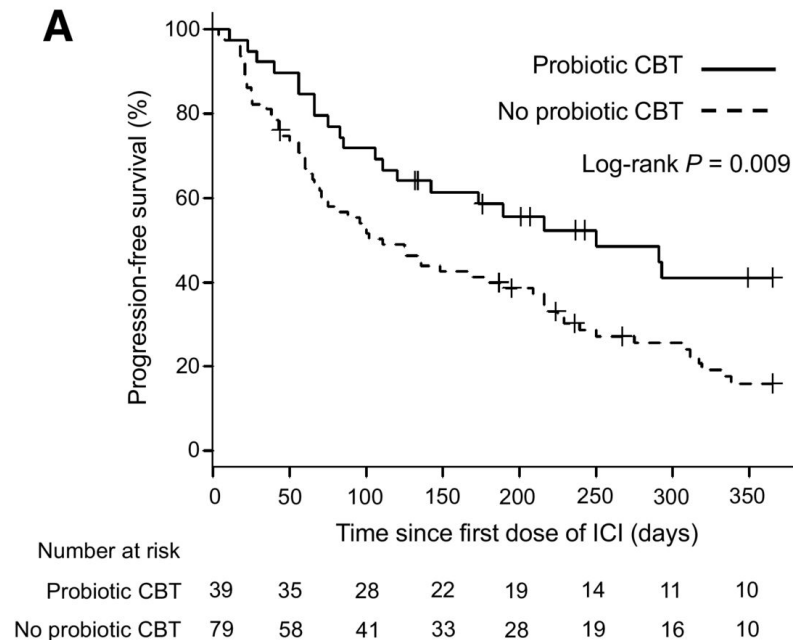 A
100
80
60
40
20
0
Progression-free survival (%)
Probiotic CBT
No probiotic CBT
Log-rank P = 0.009
0 50 100 150 200 250 300 350
Time since first dose of ICI (days)
Number at risk
Probiotic CBT 39 35 28 22 19 14 11 10
No probiotic CBT 79 58 41 33 28 19 16 10